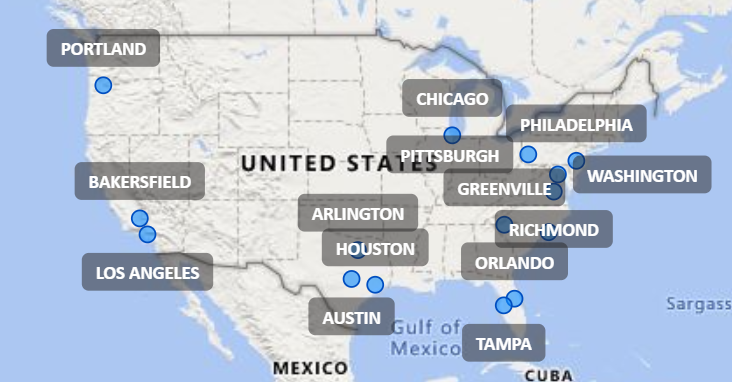 PORTLAND
CHICAGO
PHILADELPHIA
PITTSBURGH
UNITED STATES
WASHINGTON
BAKERSFIELD
GREENVILLE
ARLINGTON
RICHMOND
HOUSTON
ORLANDO
LOS ANGELES
Sargass
AUSTIN
Gulf of
Mexico
TAMPA
MEXICO
CUBA